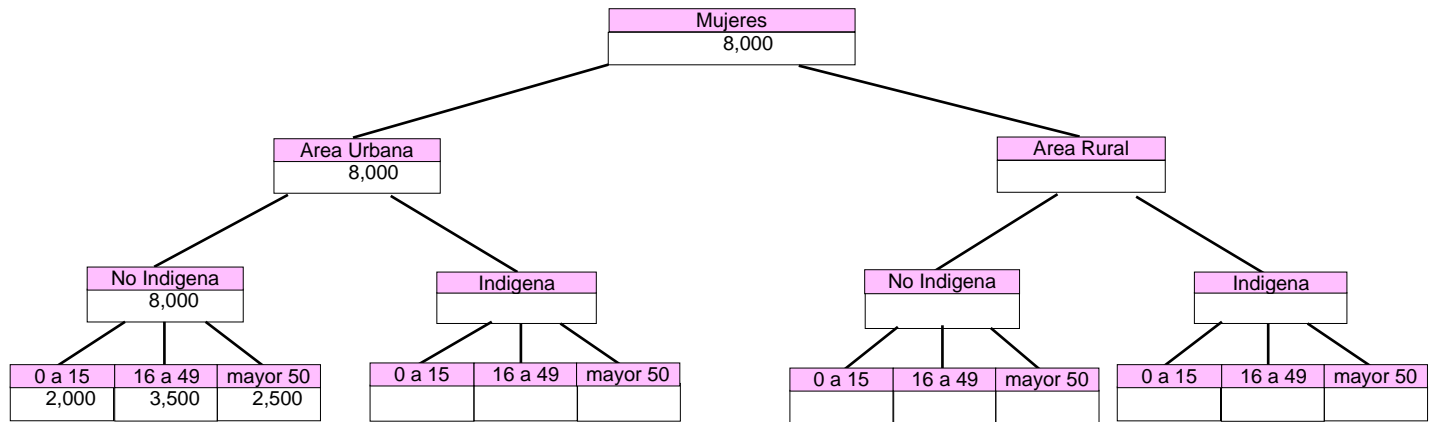 Mujeres
8,000
Area Urbana
8,000
Area Rural
No Indigena
8,000
Indigena
No Indigena
Indigena
0 a 15 16 a 49 mayor 50
2,000 3,500 2,500
0 a 15 16 a 49 mayor 50
0 a 15 16 a 49 mayor 50
0 a 15 16 a 49 mayor 50